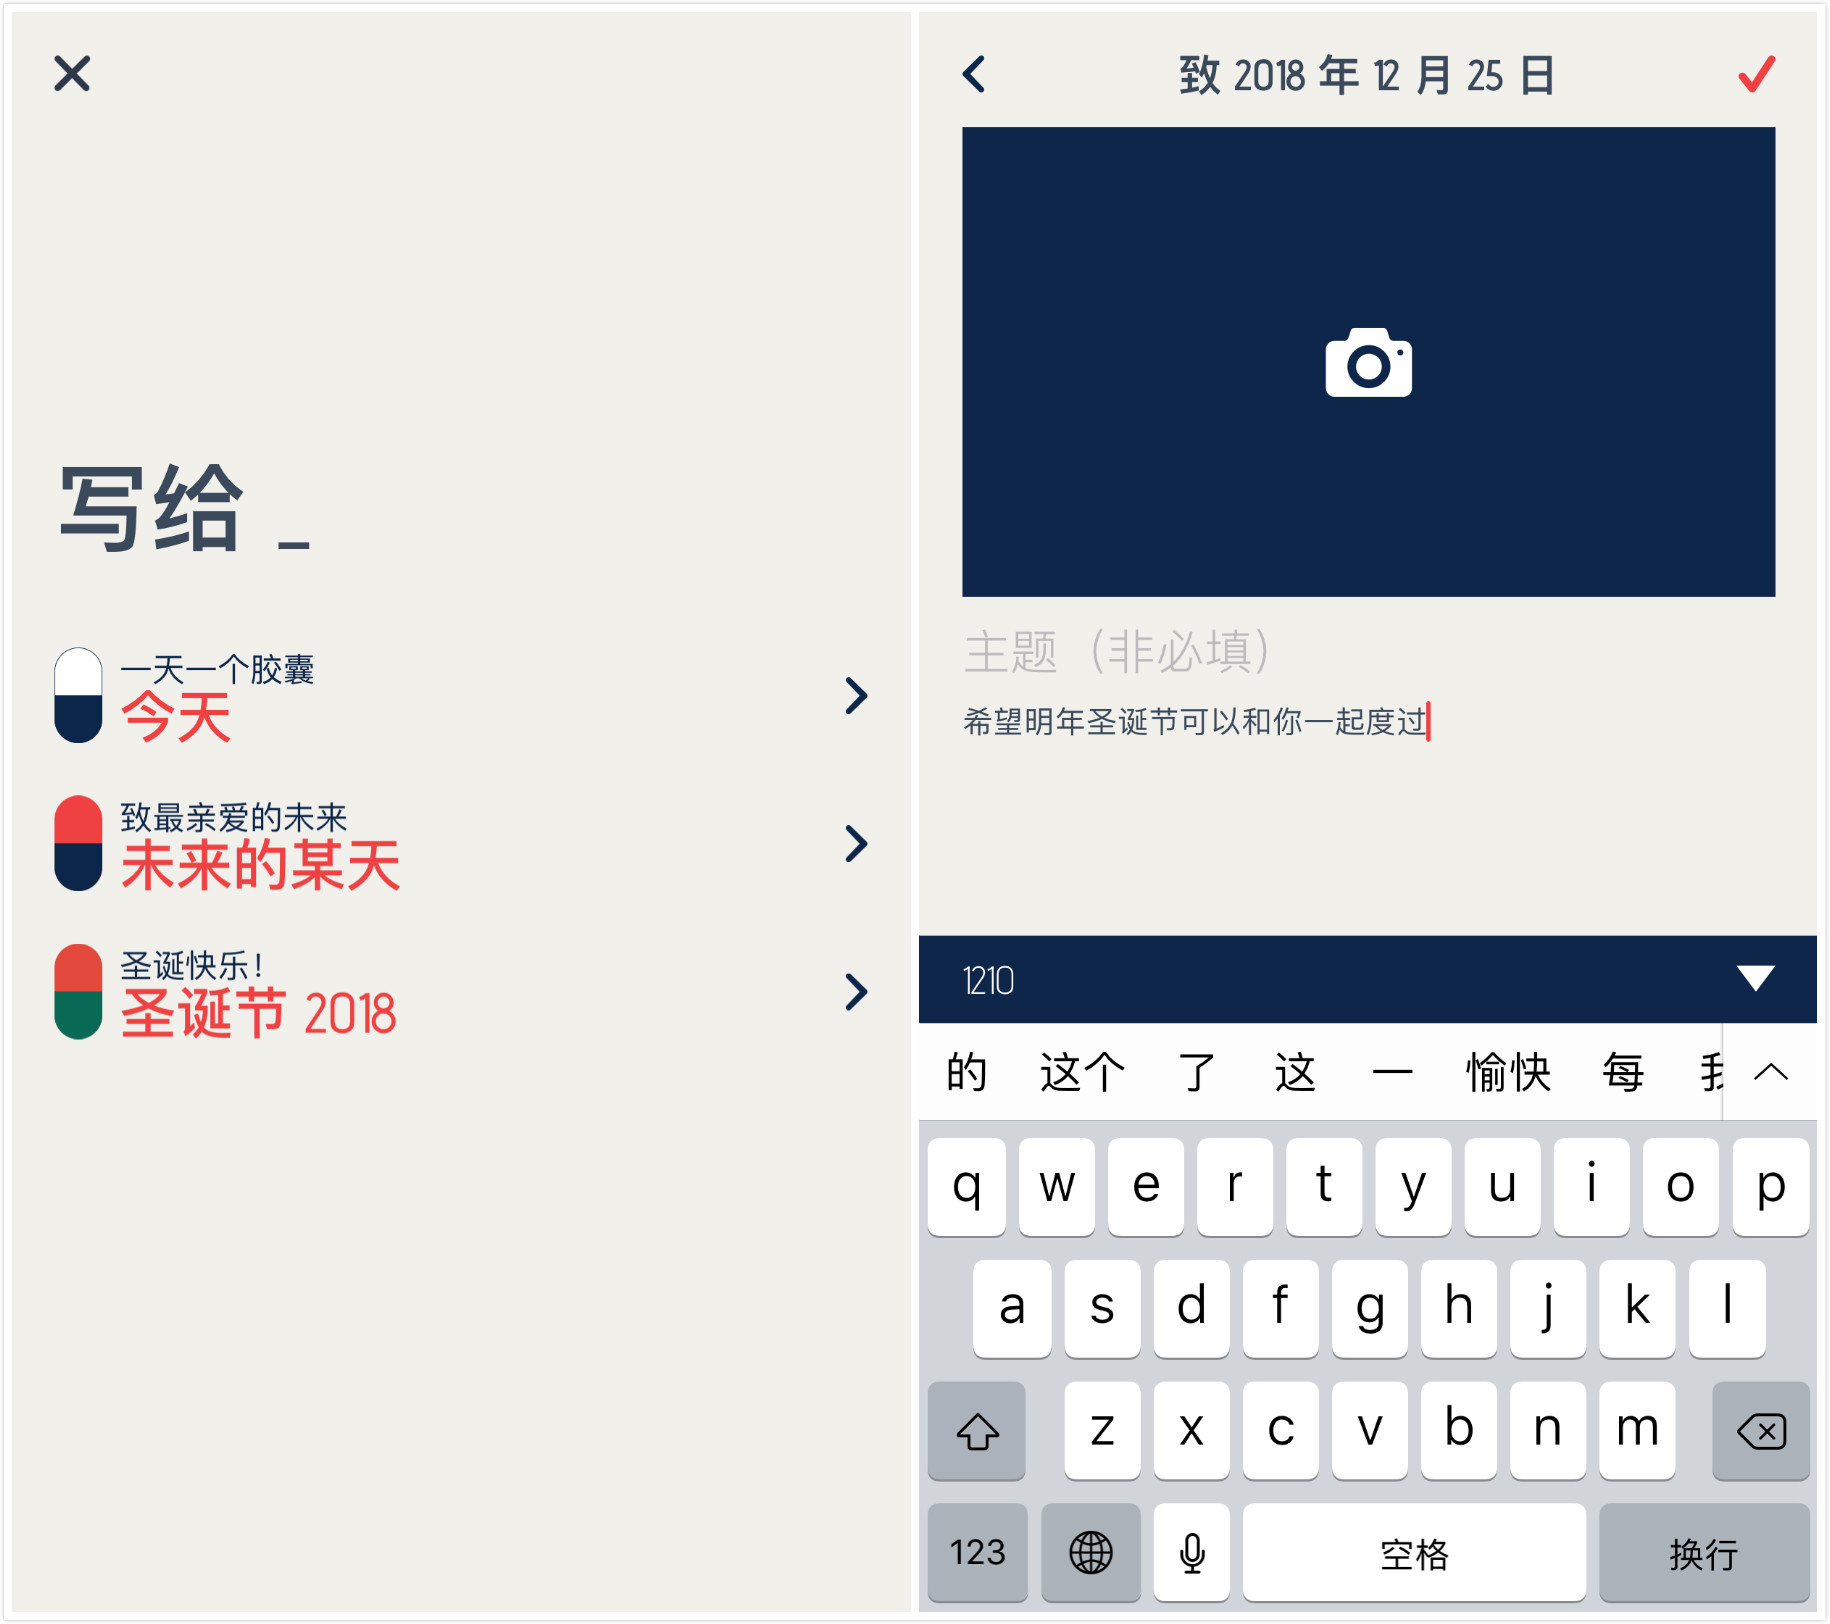 写给 _
一天一个胶囊
今天
致最亲爱的未来
未来的某天
圣诞快乐!
圣诞节 2018
致 2018 年 12 月 25 日
主题（非必填）
希望明年圣诞节可以和你一起度过
1210
的 这个 了 这 一 愉快 每
q w e r t y u i o p
a s d f g h j k l
z x c v b n m
123 空格 换行